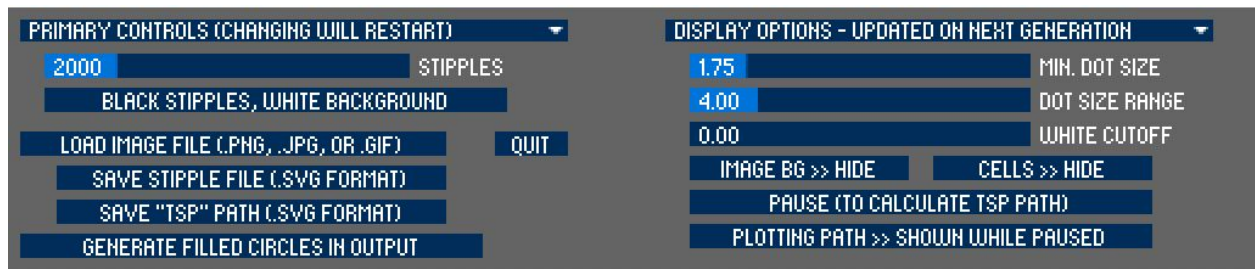 PRIMARY CONTROLS (CHANGING WILL RESTART)
2000 STIPPLES
BLACK STIPPLES, WHITE BACKGROUND
LOAD IMAGE FILE (.PNG, .JPG, OR .GIF) QUIT
SAVE STIPPLE FILE (.SVG FORMAT)
SAVE "TSP" PATH (.SVG FORMAT)
GENERATE FILLED CIRCLES IN OUTPUT
DISPLAY OPTIONS - UPDATED ON NEXT GENERATION
1.75 MIN. DOT SIZE
4.00 DOT SIZE RANGE
0.00 WHITE CUTOFF
IMAGE BG >> HIDE CELLS >> HIDE
PAUSE (TO CALCULATE TSP PATH)
PLOTTING PATH >> SHOWN WHILE PAUSED